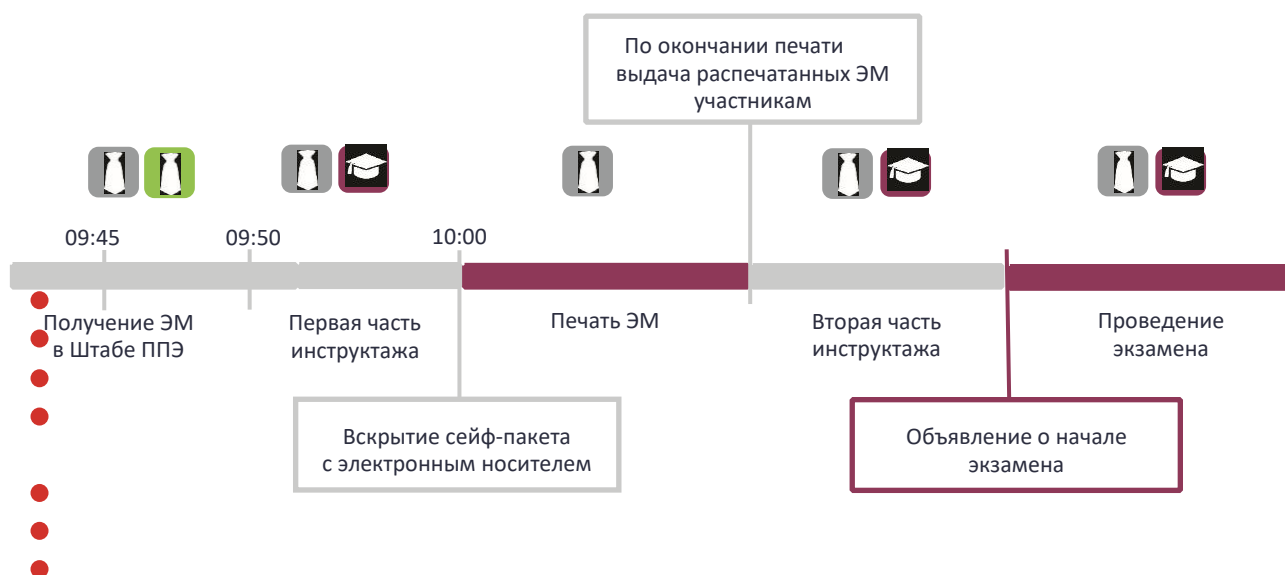 По окончании печати
выдача распечатанных ЭМ
участникам
09:45
09:50
10:00
Получение ЭМ
в Штабе ППЭ
Первая часть
инструктажа
Печать ЭМ
Вторая часть
инструктажа
Проведение
экзамена
Вскрытие сейф-пакета
с электронным носителем
Объявление о начале
экзамена